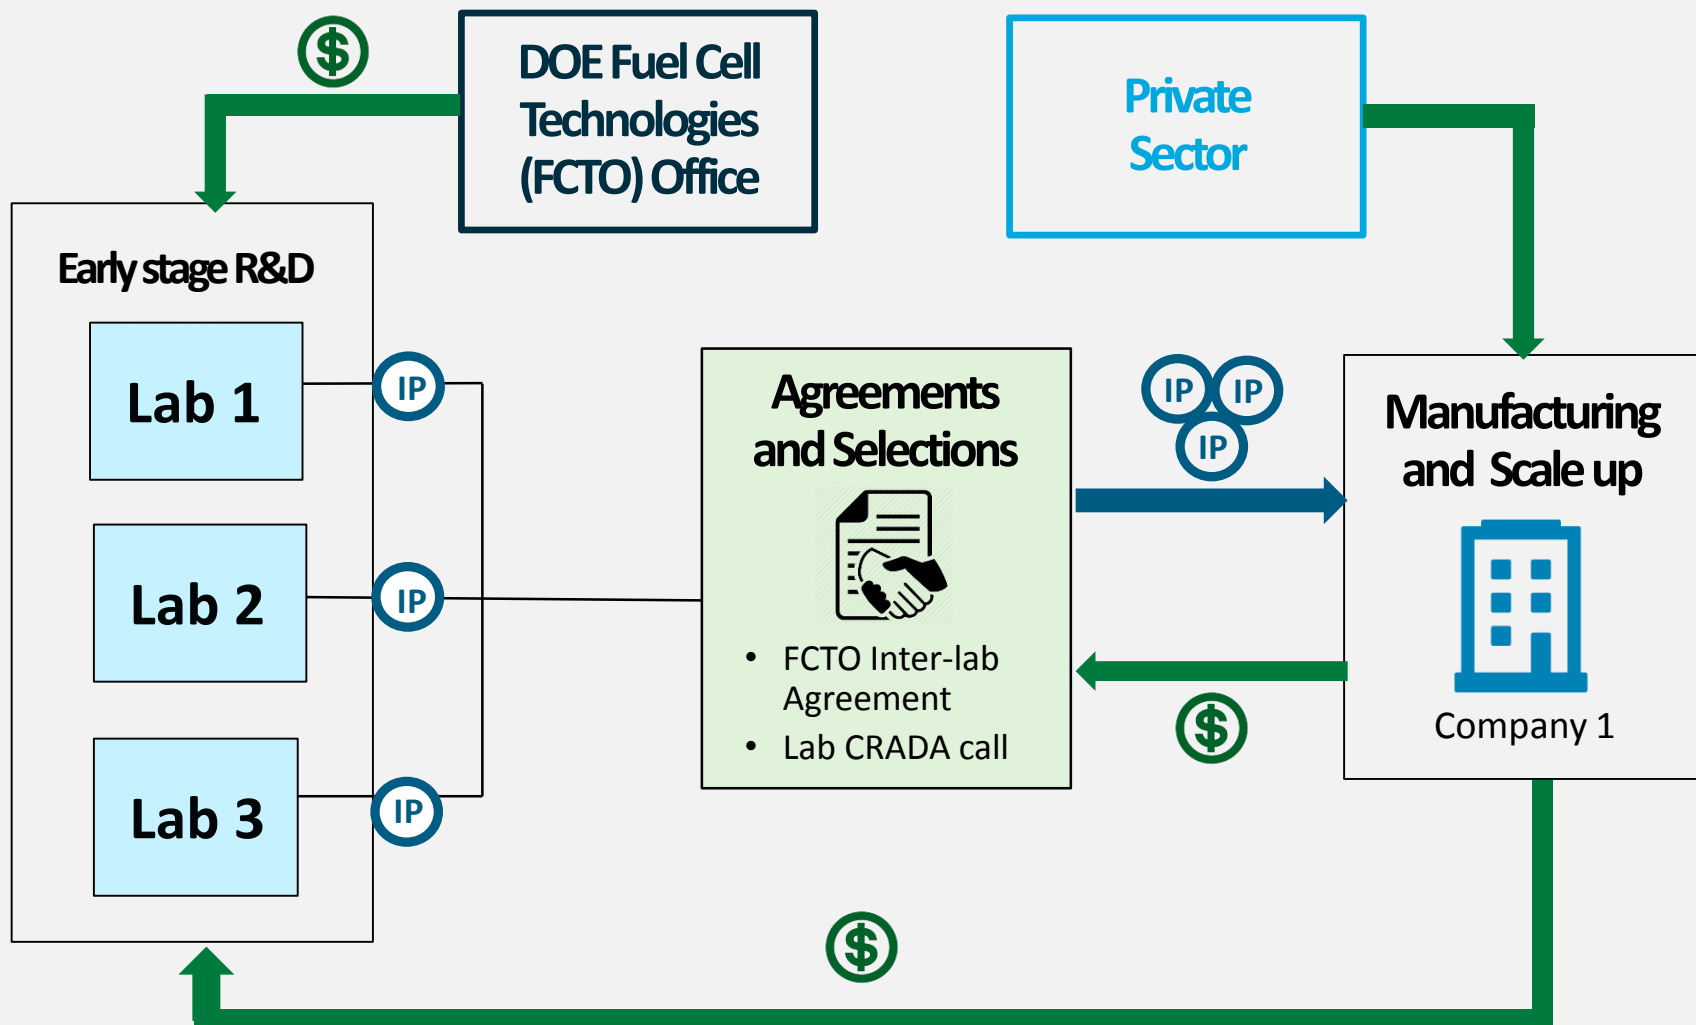 $
DOE Fuel Cell
Technologies
(FCTO) Office
Private
Sector
Early stage R&D
Lab 1
IP
Lab 2
IP
Lab 3
IP
Agreements
and Selections
• FCTO Inter-lab
Agreement
• Lab CRADA call
IP
IP
IP
$
Manufacturing
and Scale up
Company 1
$